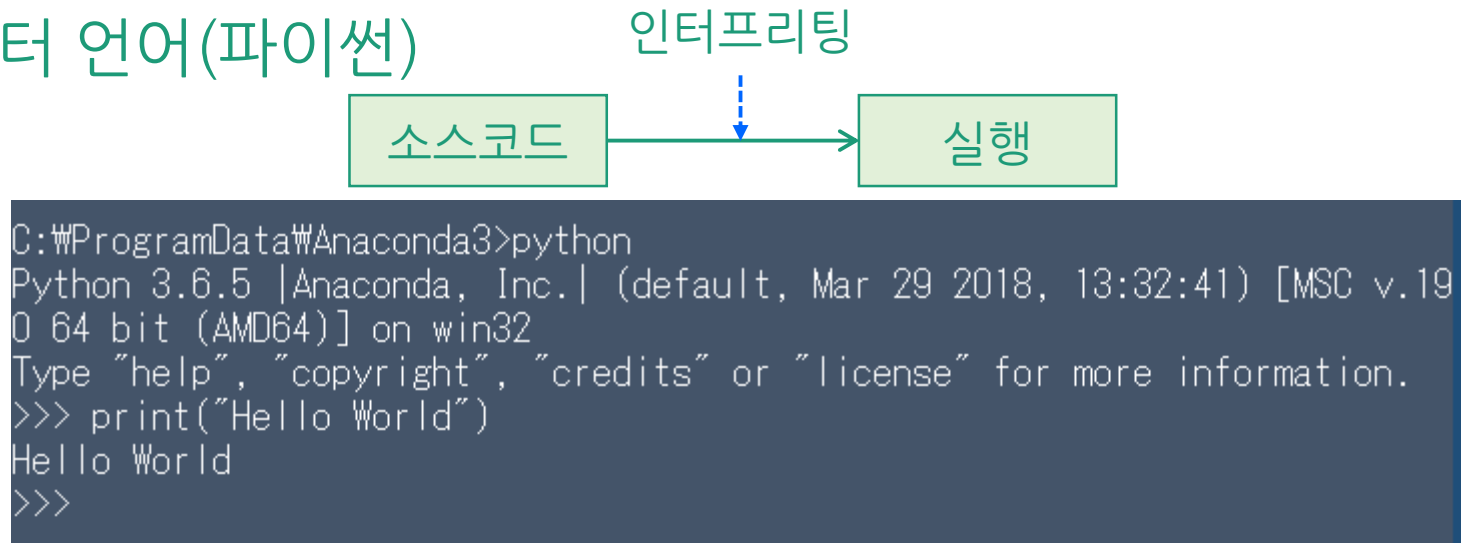 터 언어(파이썬)
인터프리팅
소스코드
실행
C:₩ProgramData₩Anaconda3>python
Python 3.6.5 |Anaconda, Inc.| (default, Mar 29 2018, 13:32:41) [MSC v.19
0 64 bit (AMD64)] on win32
Type "help", "copyright", "credits" or "license" for more information.
>>> print("Hello World")
Hello World
>>>